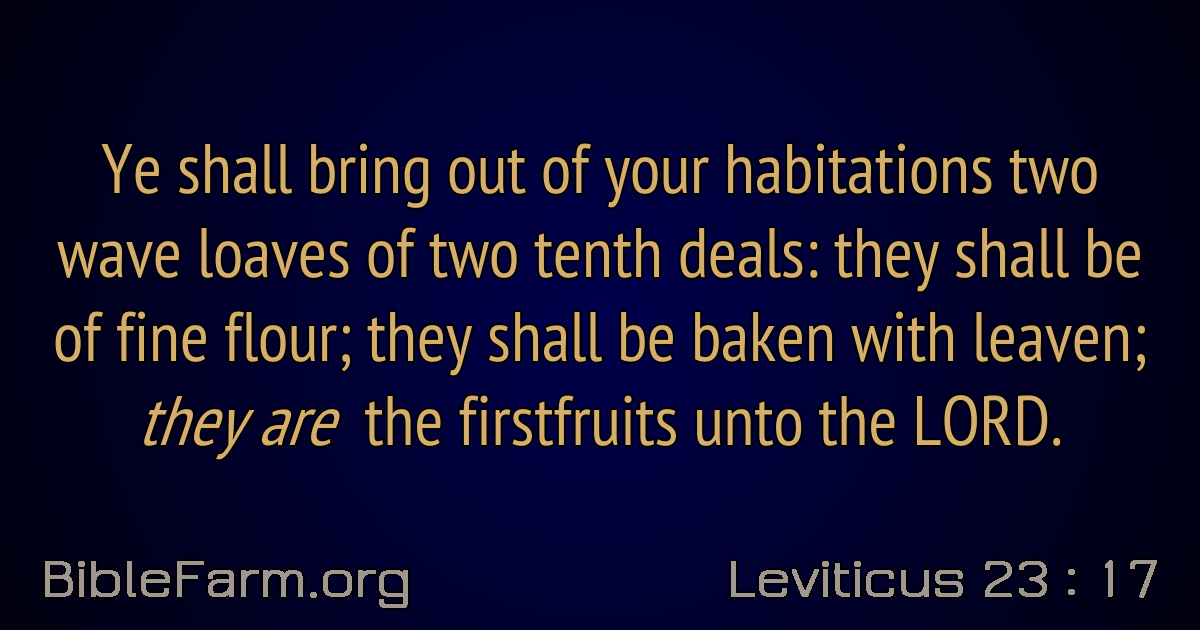 Ye shall bring out of your habitations two
wave loaves of two tenth deals: they shall be
of fine flour; they shall be baken with leaven;
they are the firstfruits unto the LORD.
BibleFarm.org
Leviticus 23 : 17